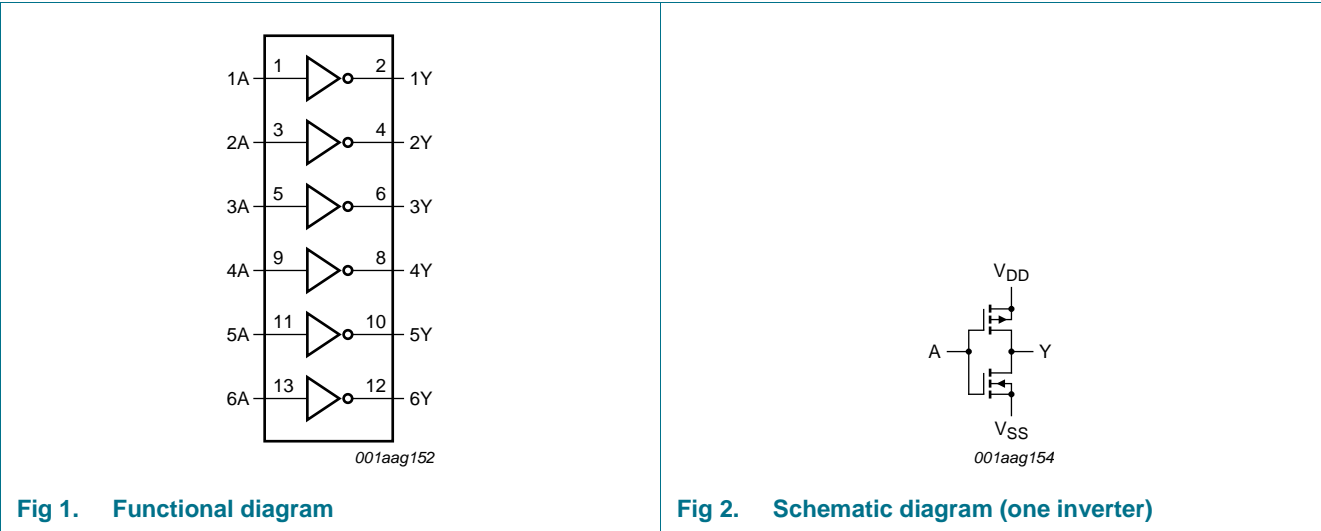 1A 1 2 1Y
2A 3 4 2Y
3A 5 6 3Y
4A 9 8 4Y
5A 11 10 5Y
6A 13 12 6Y
001aag152
Fig 1. Functional diagram
VDD
A Y
VSS
001aag154
Fig 2. Schematic diagram (one inverter)